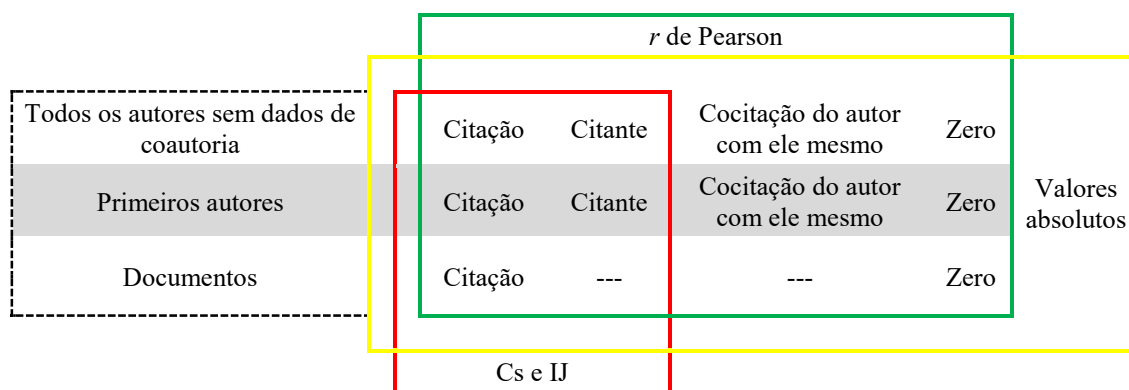 r de Pearson
Todos os autores sem dados de
coautoria
Citação Citante Cocitação do autor
com ele mesmo Zero
Primeiros autores Citação Citante Cocitação do autor
com ele mesmo Zero
Valores
absolutos
Documentos Citação --- --- Zero
Cs e IJ